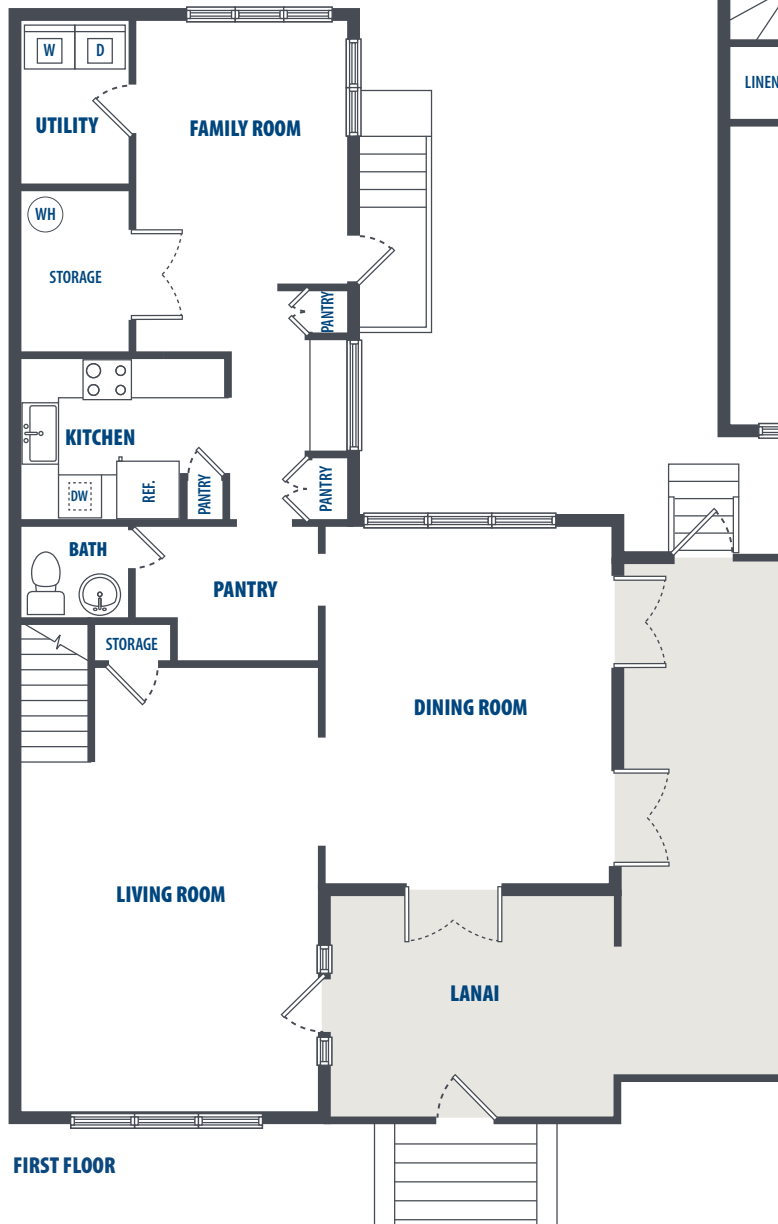 W
D
LINEN
UTILITY
FAMILY ROOM
WH
STORAGE
PANTRY
KITCHEN
DW
REF.
PANTRY
PANTRY
BATH
PANTRY
STORAGE
DINING ROOM
LIVING ROOM
LANAI
FIRST FLOOR